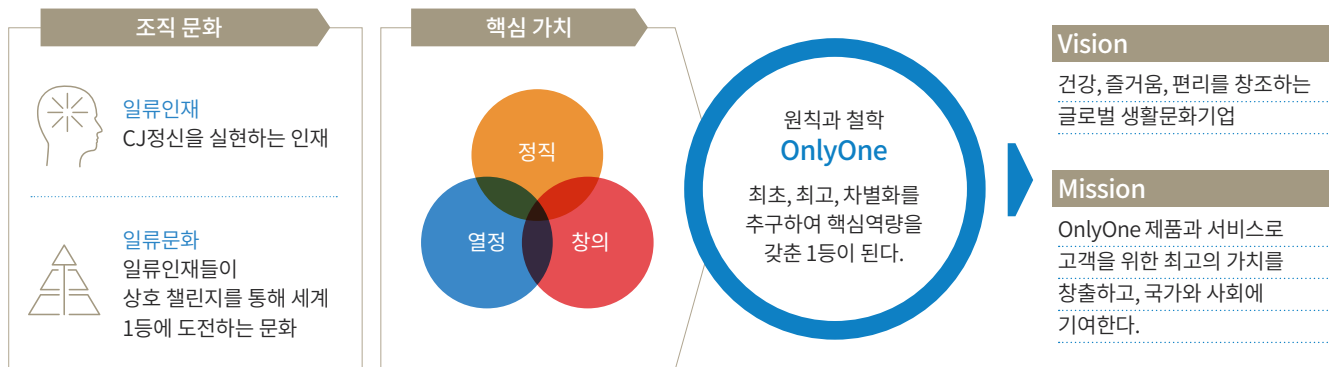 조직 문화
일류인재
CJ정신을 실현하는 인재
일류문화
일류인재들이
상호 챌린지를 통해 세계
1등에 도전하는 문화
핵심 가치
정직
열정
창의
원칙과 철학
OnlyOne
최초, 최고, 차별화를
추구하여 핵심역량을
갖춘 1등이 된다.
Vision
건강, 즐거움, 편리를 창조하는
글로벌 생활문화기업
Mission
OnlyOne 제품과 서비스로
고객을 위한 최고의 가치를
창출하고, 국가와 사회에
기여한다.